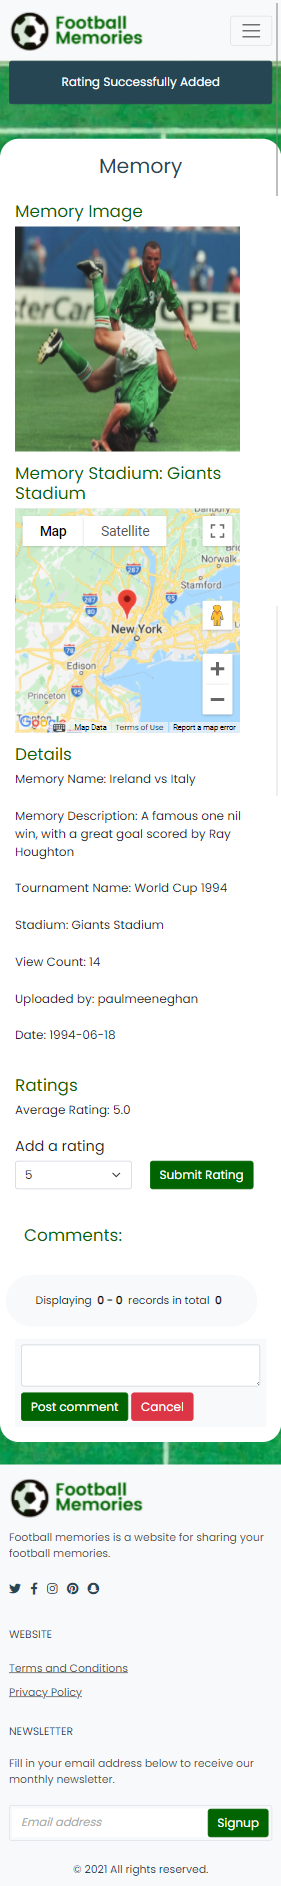 Football
Memories
Rating Successfully Added
Memory
Memory Image
Memory Stadium: Giants
Stadium
Map
Satellite
Danbury
Norwalk
Stamford
287
95
287
80
New York
Edison
78
Princeton
95
Google
Map Data
Terms of Use
Report a map error
Details
Memory Name: Ireland vs Italy
Memory Description: A famous one nil
win, with a great goal scored by Ray
Houghton
Tournament Name: World Cup 1994
Stadium: Giants Stadium
View Count: 14
Uploaded by: paulmeeneghan
Date: 1994-06-18
Ratings
Average Rating: 5.0
Add a rating
5
Submit Rating
Comments:
Displaying 0 - 0 records in total 0
Post comment
Cancel
Football
Memories
Football memories is a website for sharing your
football memories.
WEBSITE
Terms and Conditions
Privacy Policy
NEWSLETTER
Fill in your email address below to receive our
monthly newsletter.
Email address
Signup
© 2021 All rights reserved.